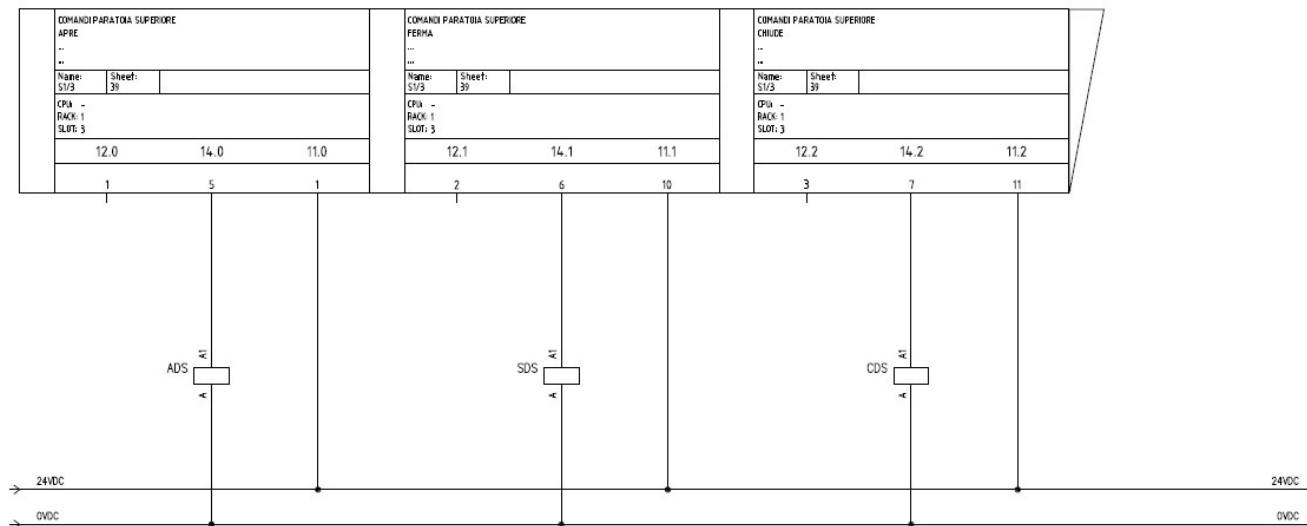 COMANDI PARATOIA SUPERIORE
APRE
...
...
Name:
S1/3
Sheet:
39
CPU: -
RACK: 1
SLOT: 3
12.0 14.0 11.0
1 5 1
COMANDI PARATOIA SUPERIORE
FERMA
...
...
Name:
S1/3
Sheet:
39
CPU: -
RACK: 1
SLOT: 3
12.1 14.1 11.1
2 6 10
COMANDI PARATOIA SUPERIORE
CHIUDE
...
...
Name:
S1/3
Sheet:
39
CPU: -
RACK: 1
SLOT: 3
12.2 14.2 11.2
3 7 11
ADS
A1
A
SDS
A1
A
CDS
A1
A
24VDC 24VDC
0VDC 0VDC